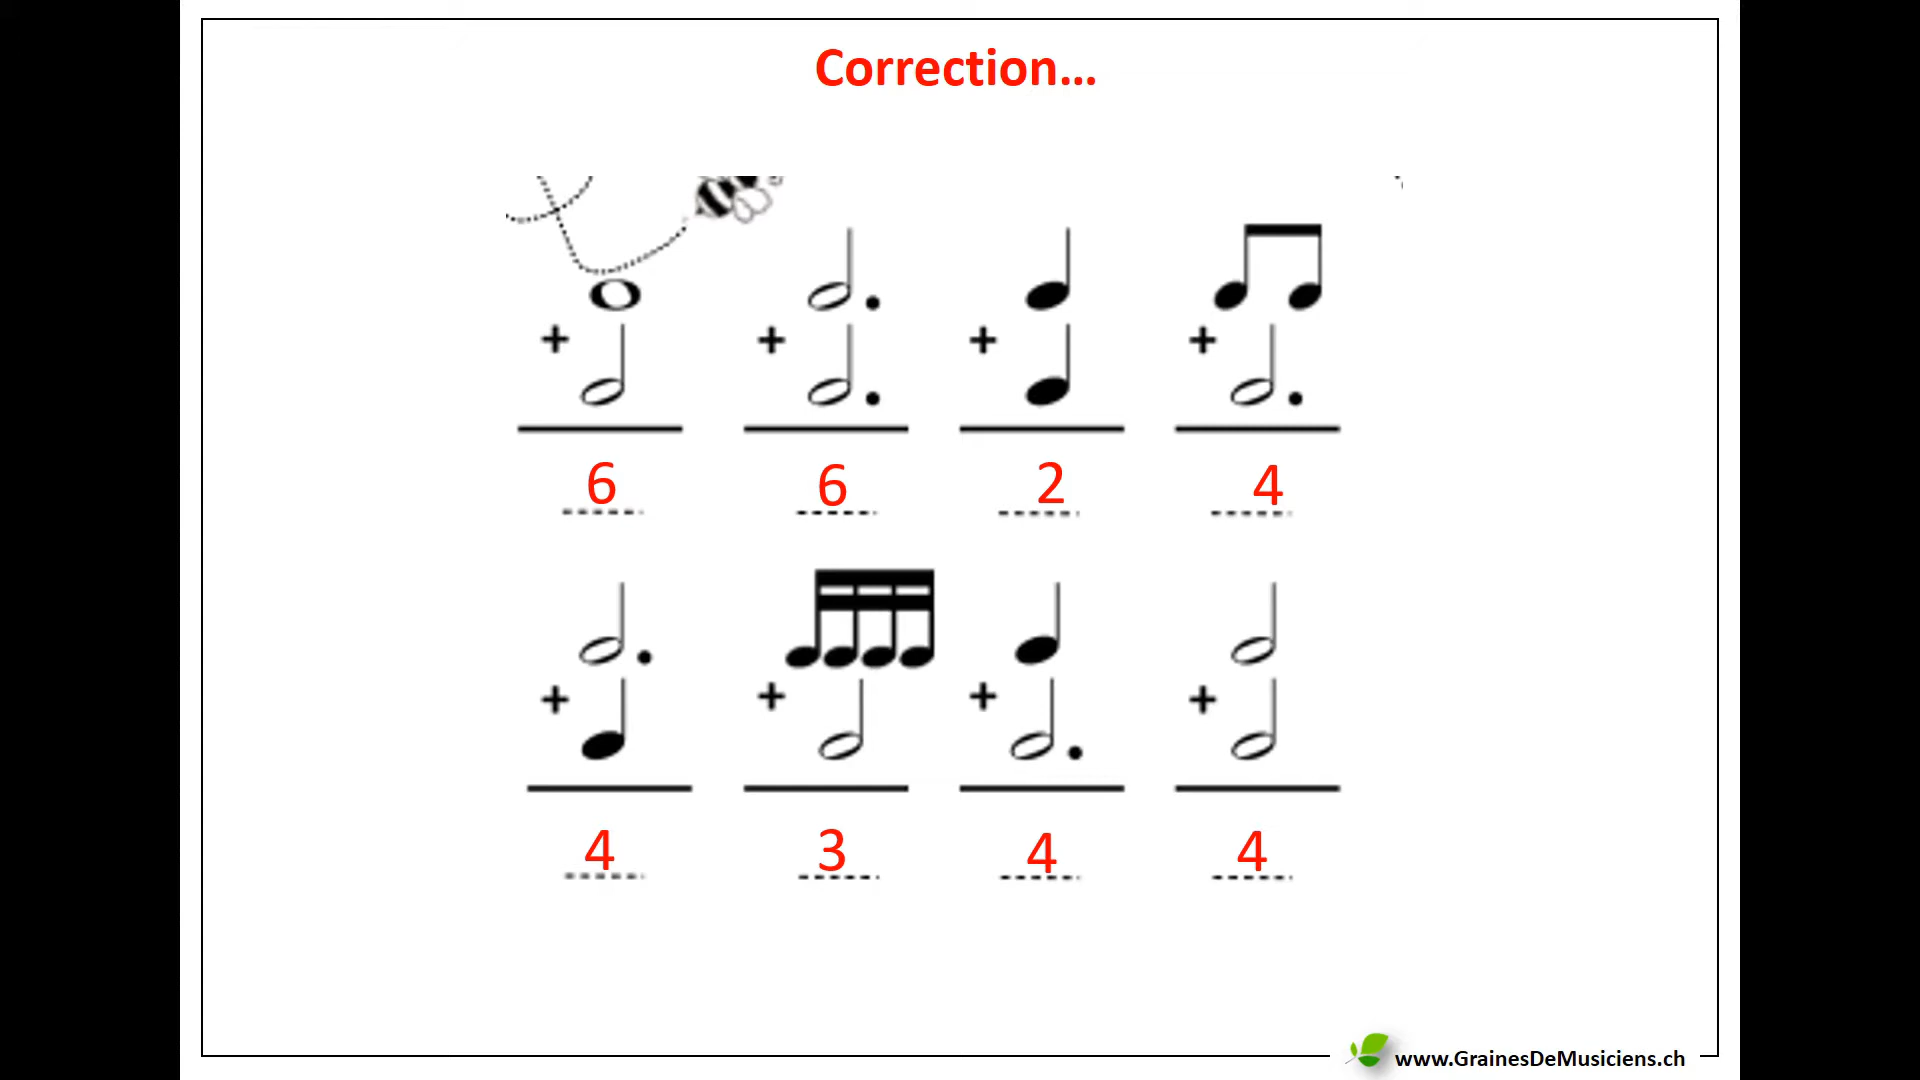 Correction...
+ + + +
6 6 2 4
+ + + +
4 3 4 4
www.GrainesDeMusiciens.ch